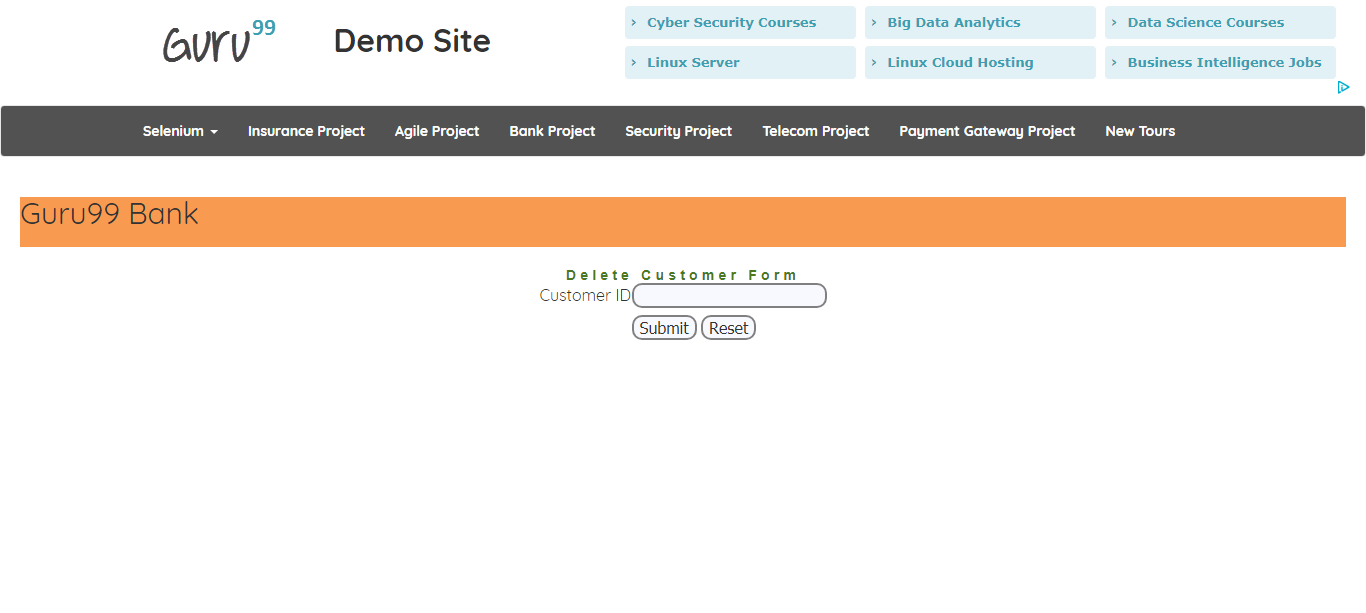 Guru99 Demo Site
› Cyber Security Courses › Big Data Analytics › Data Science Courses
› Linux Server › Linux Cloud Hosting › Business Intelligence Jobs
Selenium Insurance Project Agile Project Bank Project Security Project Telecom Project Payment Gateway Project New Tours
Guru99 Bank
Delete Customer Form
Customer ID
Submit Reset